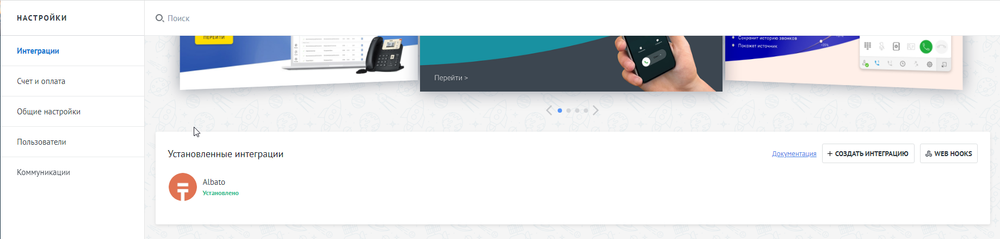 НАСТРОЙКИ
Поиск
Интеграции
Счет и оплата
Общие настройки
Пользователи
Коммуникации
ПЕРЕЙТИ
Перейти >
Сохранит историю звонков
Покажет источник
+25%
Установленные интеграции
Документация
+ СОЗДАТЬ ИНТЕГРАЦИЮ
WEB HOOKS
Albato
Установлено